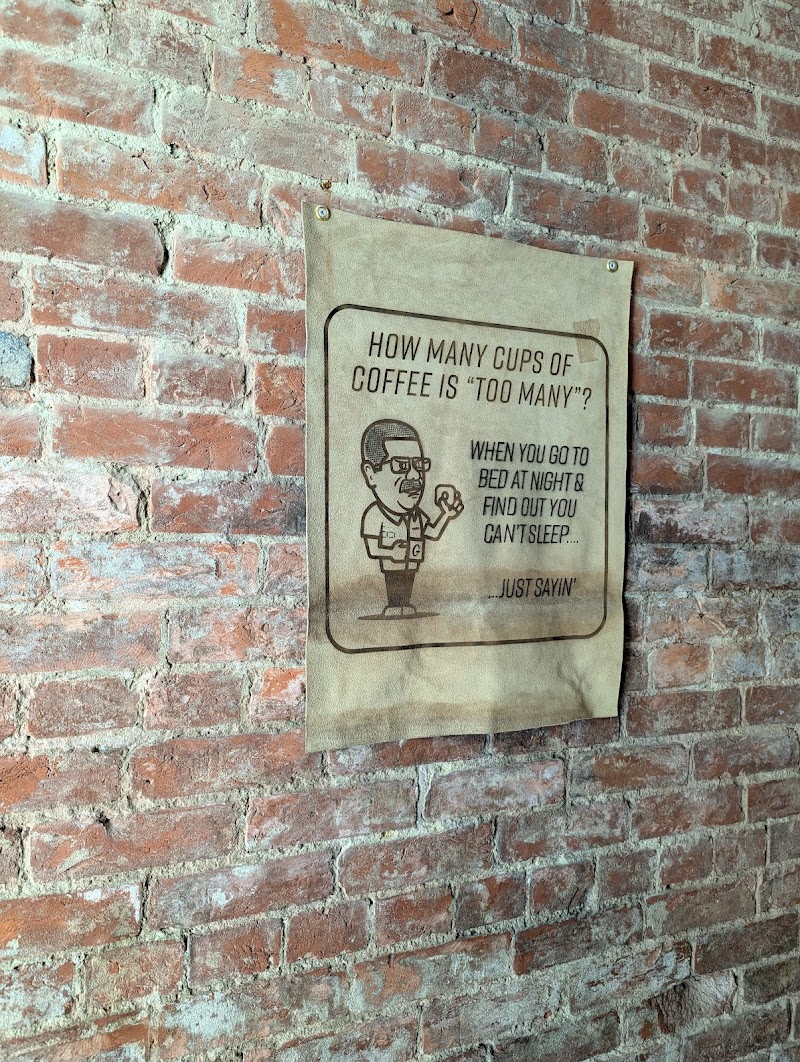 HOW MANY CUPS OF
COFFEE IS "TOO MANY"?
WHEN YOU GO TO
BED AT NIGHT &
FIND OUT YOU
CAN'T SLEEP....
...JUST SAYIN'
G